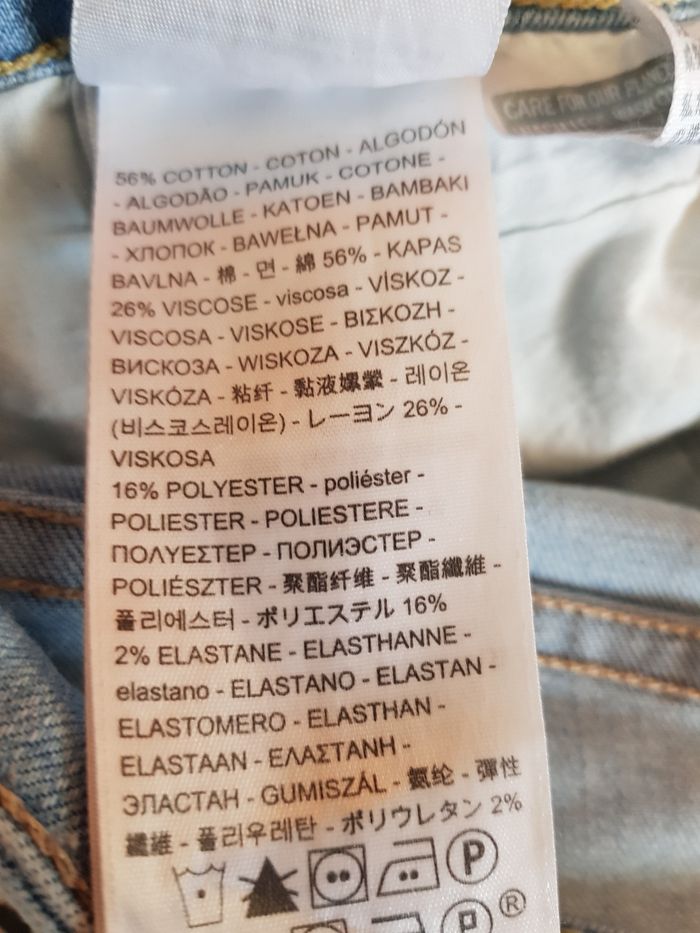 CARE FOR OUR PLANET
56% COTTON - COTON - ALGODÓN
- ALGODÃO - PAMUK - COTONE -
BAUMWOLLE - KATOEN - BAMBAKI
- ХЛОПОК - BAWEŁNA - PAMUT -
BAVLNA - 棉 - 면 - 綿 56% - KAPAS
26% VISCOSE - viscosa - VİSKOZ -
VISCOSA - VISKOSE - ΒΙΣΚΟΖΗ -
ВИСКОЗА - WISKOZA - VISZKÓZ -
VISKÓZA - 粘纤 - 黏液嫘縈 - 레이온
(비스코스레이온) - レーヨン 26% -
VISKOSA
16% POLYESTER - poliéster -
POLIESTER - POLIESTERE -
ΠΟΛΥΕΣΤΕΡ - ПОЛИЭСТЕР -
POLIÉSZTER - 聚酯纤维 - 聚酯纖維 -
폴리에스터 - ポリエステル 16%
2% ELASTANE - ELASTHANNE -
elastano - ELASTANO - ELASTAN -
ELASTOMERO - ELASTHAN -
ELASTAAN - ΕΛΑΣΤΑΝΗ -
ЭЛАСТАН - GUMISZÁL - 氨纶 - 彈性
纖維 - 폴리우레탄 - ポリウレタン 2%
P
P ®